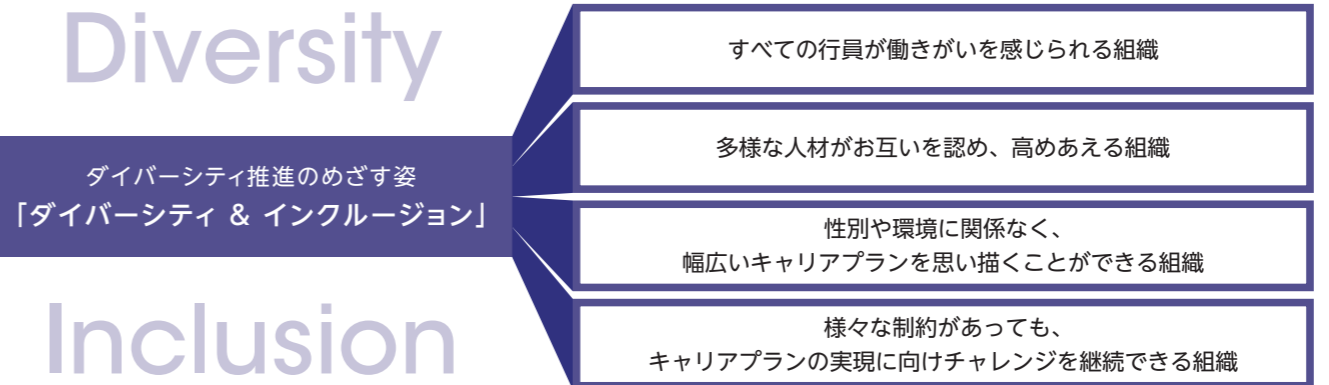 Diversity
ダイバーシティ推進のめざす姿
「ダイバーシティ & インクルージョン」
Inclusion
すべての行員が働きがいを感じられる組織
多様な人材がお互いを認め、高めあえる組織
性別や環境に関係なく、
幅広いキャリアプランを思い描くことができる組織
様々な制約があっても、
キャリアプランの実現に向けチャレンジを継続できる組織